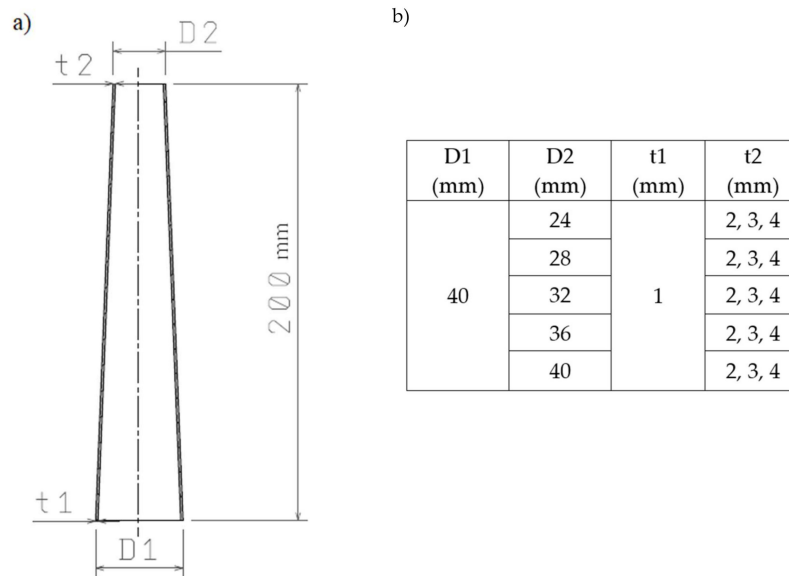 a)
D2
t2
200 mm
t1
D1
b)
D1 D2 t1 t2
(mm) (mm) (mm) (mm)
24 2, 3, 4
28 2, 3, 4
40 32 1 2, 3, 4
36 2, 3, 4
40 2, 3, 4